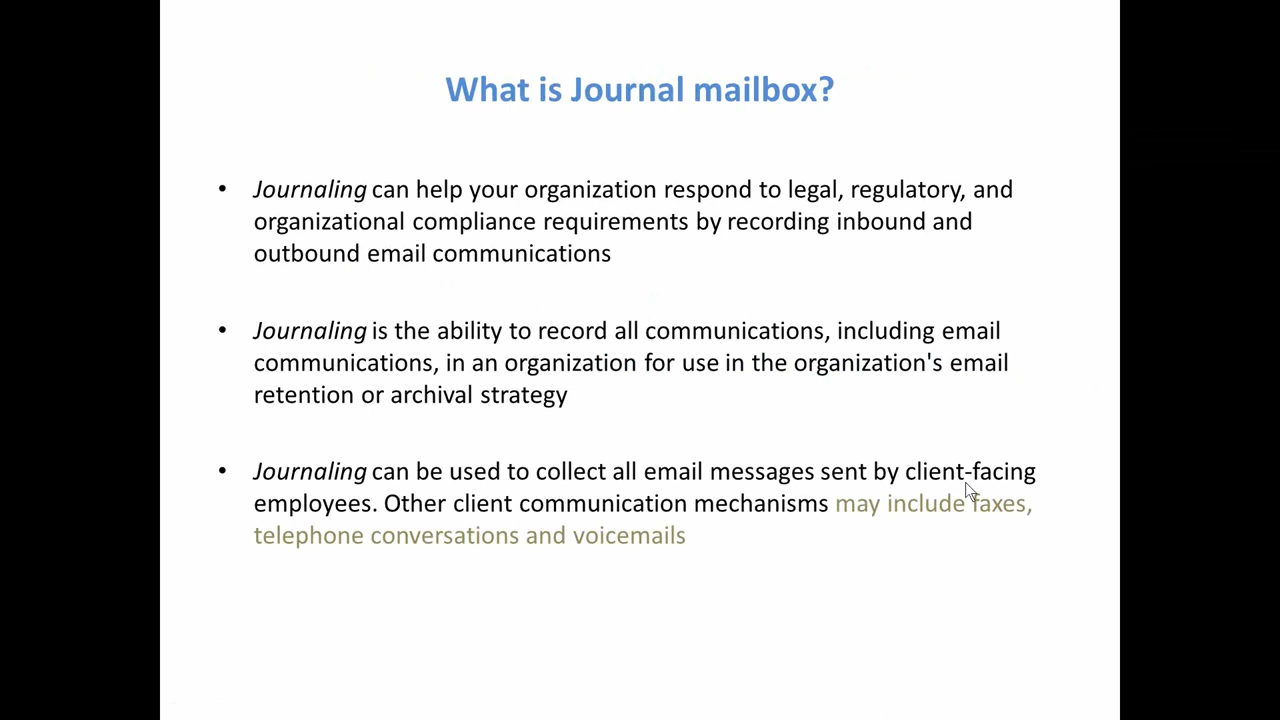 What is Journal mailbox?
• Journaling can help your organization respond to legal, regulatory, and
organizational compliance requirements by recording inbound and
outbound email communications
• Journaling is the ability to record all communications, including email
communications, in an organization for use in the organization's email
retention or archival strategy
• Journaling can be used to collect all email messages sent by client-facing
employees. Other client communication mechanisms may include faxes,
telephone conversations and voicemails